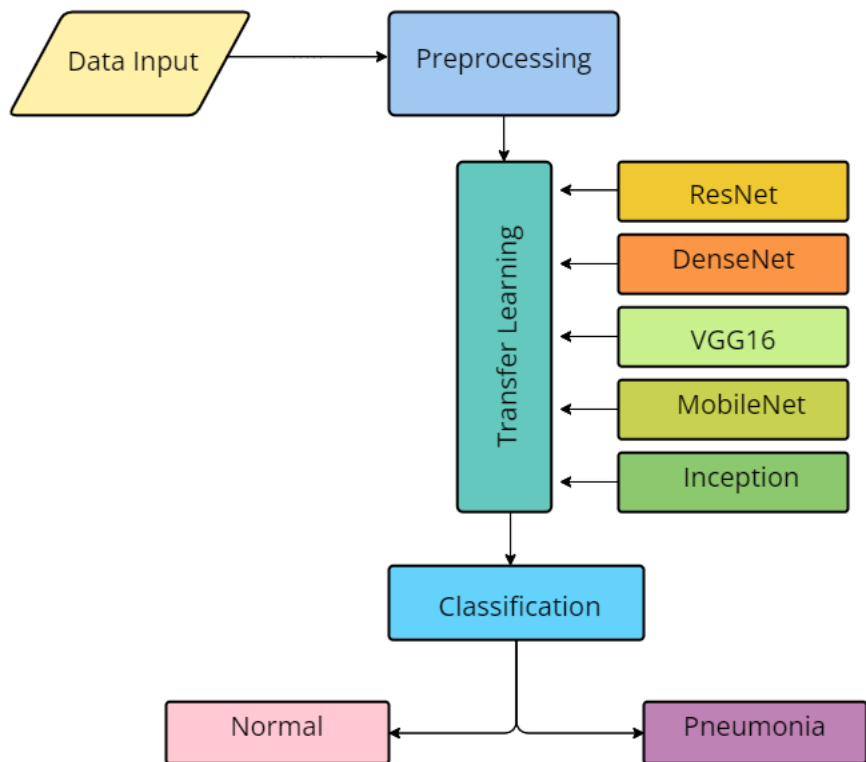 Data Input
Preprocessing
Transfer Learning
ResNet
DenseNet
VGG16
MobileNet
Inception
Classification
Normal
Pneumonia